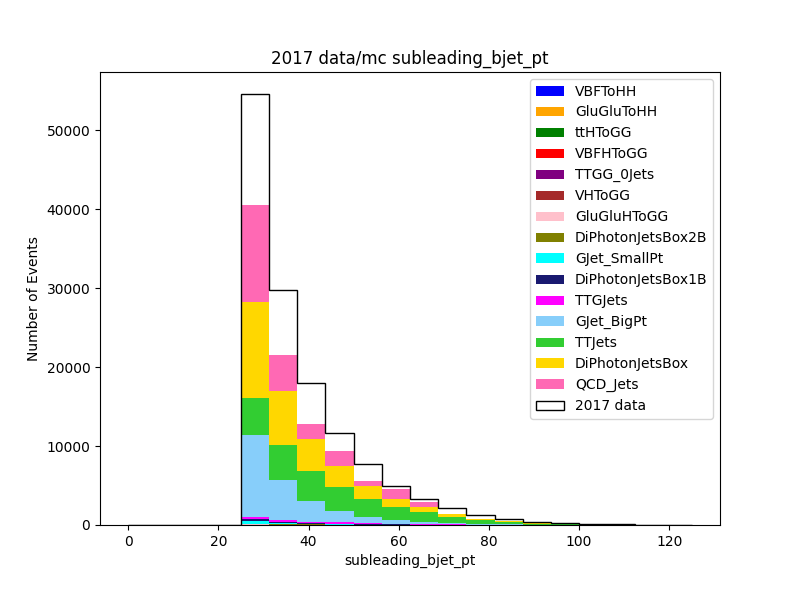 2017 data/mc subleading_bjet_pt
VBFToHH
GluGluToHH
ttHToGG
VBFHToGG
TTGG_0Jets
VHToGG
GluGluHToGG
DiPhotonJetsBox2B
GJet_SmallPt
DiPhotonJetsBox1B
TTGJets
GJet_BigPt
TTJets
DiPhotonJetsBox
QCD_Jets
2017 data
Number of Events
50000
40000
30000
20000
10000
0
0 20 40 60 80 100 120
subleading_bjet_pt